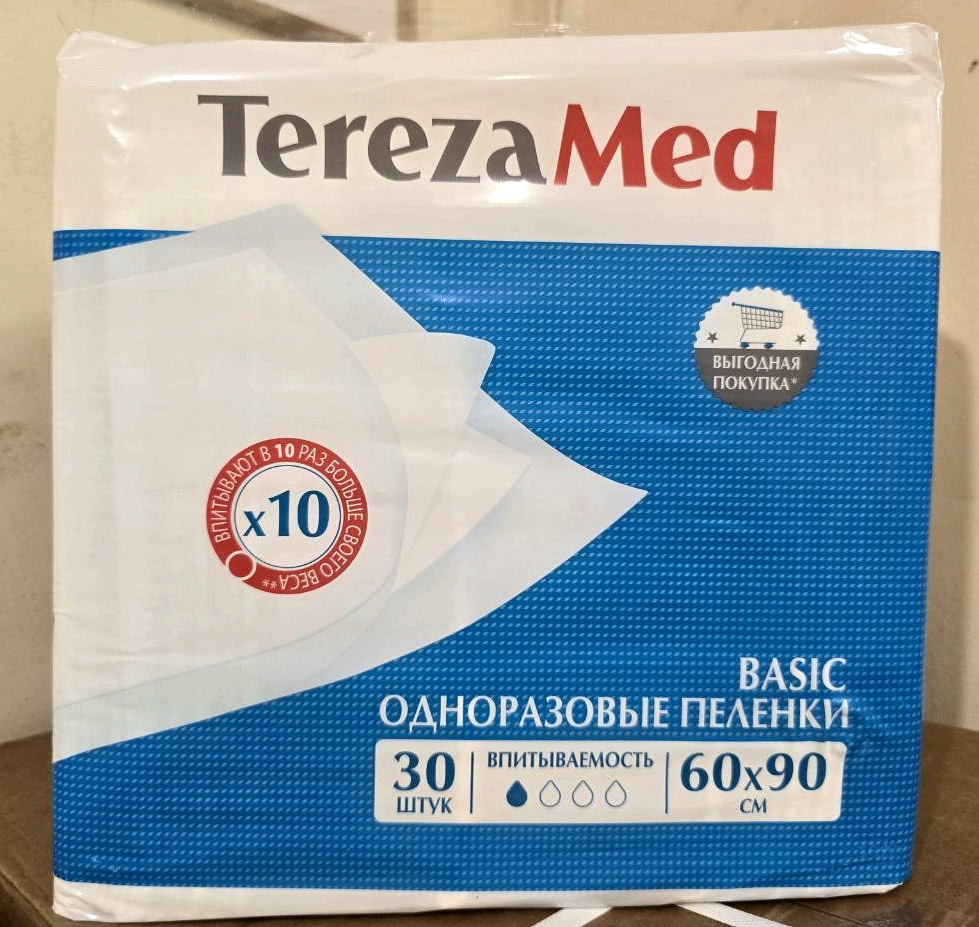 TerezaMed
ВЫГОДНАЯ
ПОКУПКА*
ВПИТЫВАЮТ В 10 РАЗ БОЛЬШЕ СВОЕГО ВЕСА**
x10
BASIC
ОДНОРАЗОВЫЕ ПЕЛЕНКИ
30
ШТУК
ВПИТЫВАЕМОСТЬ
60x90
СМ